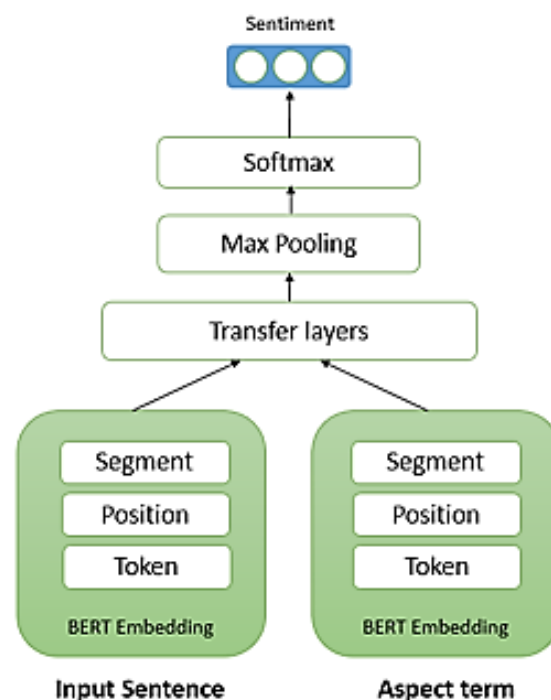 Sentiment
Softmax
Max Pooling
Transfer layers
Segment
Position
Token
BERT Embedding
Input Sentence
Segment
Position
Token
BERT Embedding
Aspect term